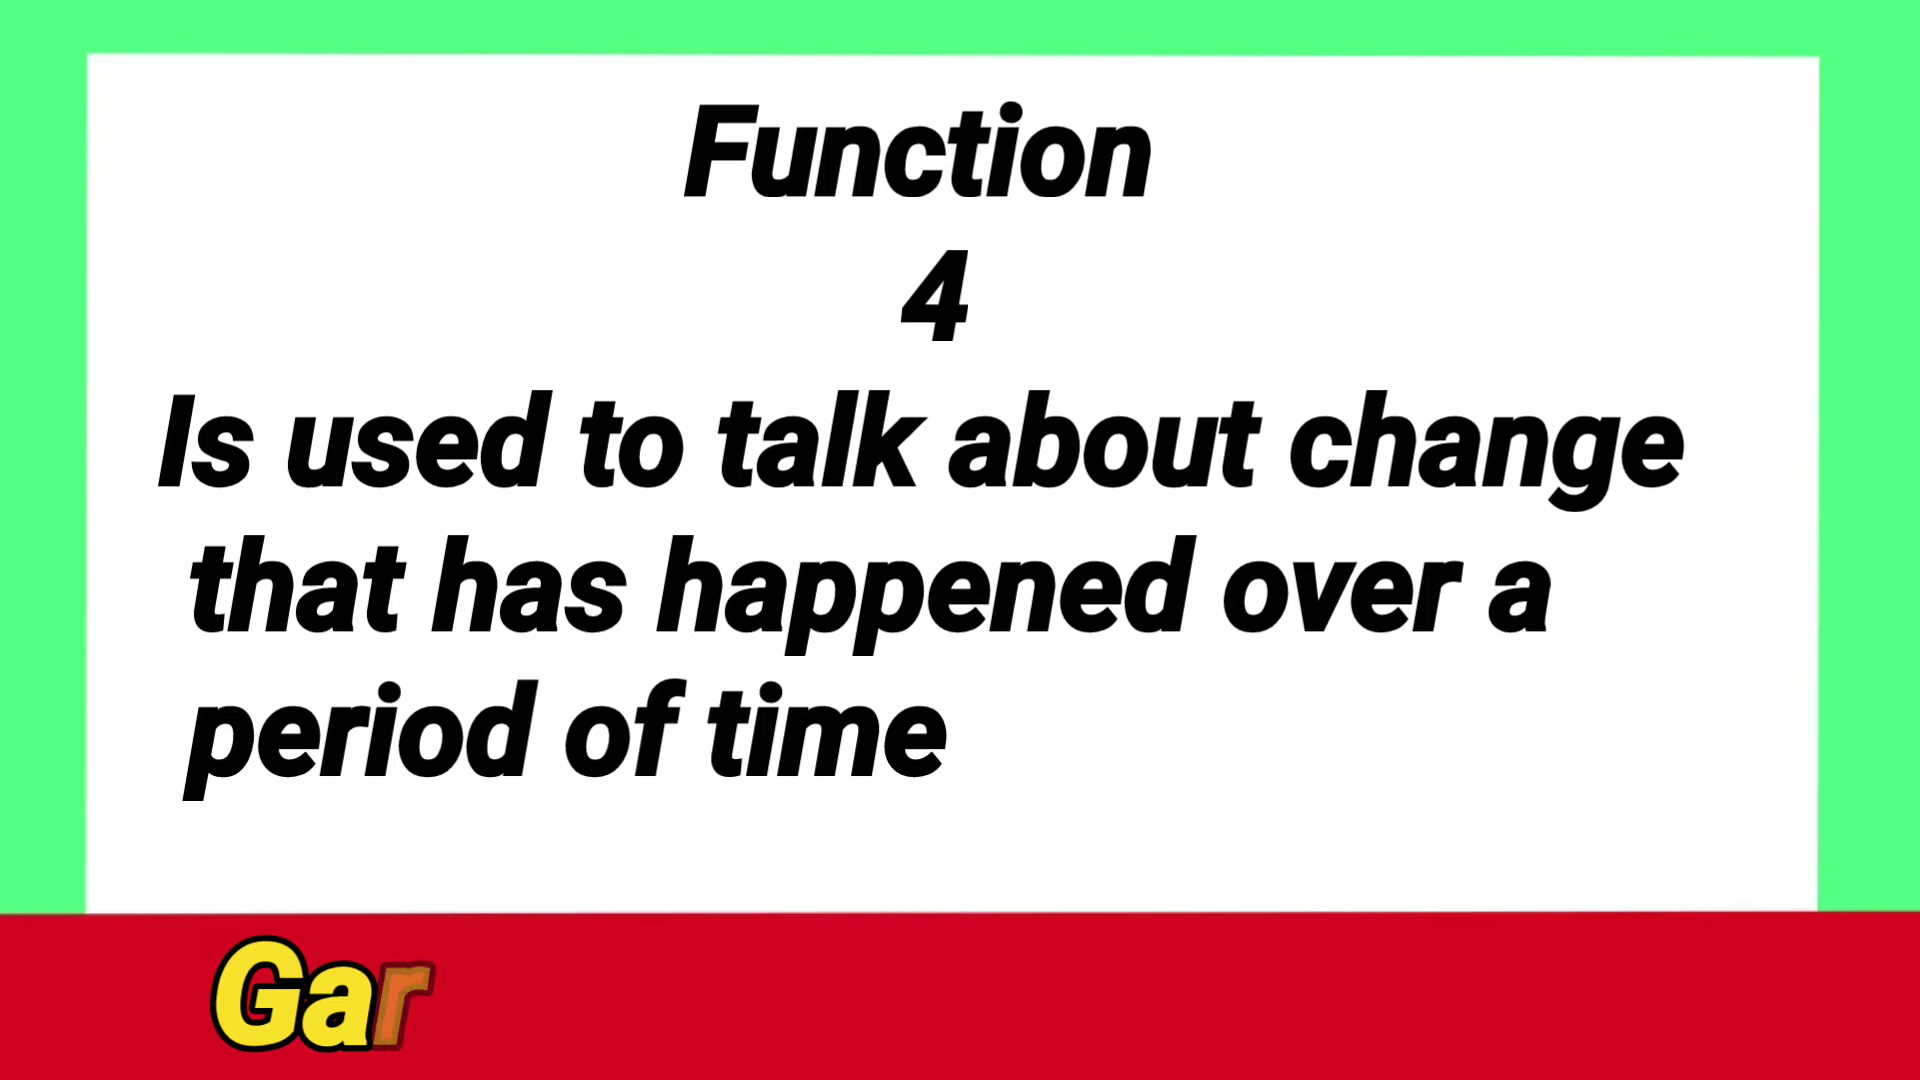 Function
4
Is used to talk about change
that has happened over a
period of time
Gar